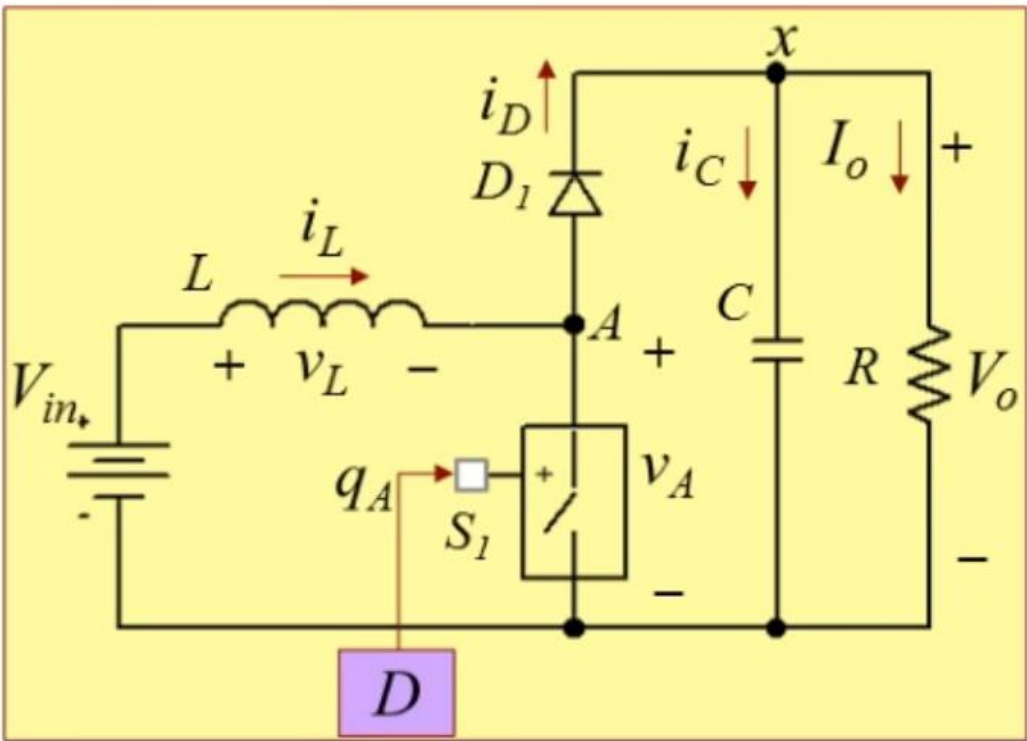 x
i_D
i_C
I_o
+
D_1
i_L
L
A
+
C
+ v_L −
R
V_o
V_in
+
q_A
+
v_A
S_1
-
−
−
D